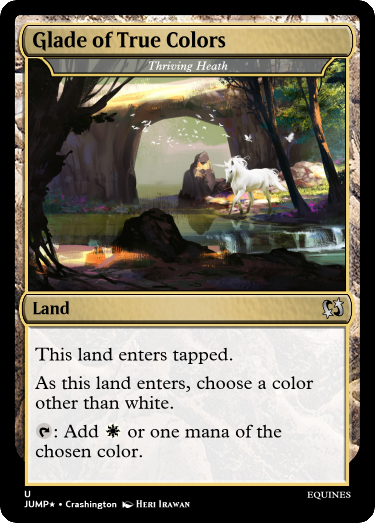 Glade of True Colors
Thriving Heath
Land
This land enters tapped.
As this land enters, choose a color
other than white.
: Add or one mana of the
chosen color.
U
JUMP★ • Crashington Heri Irawan
EQUINES